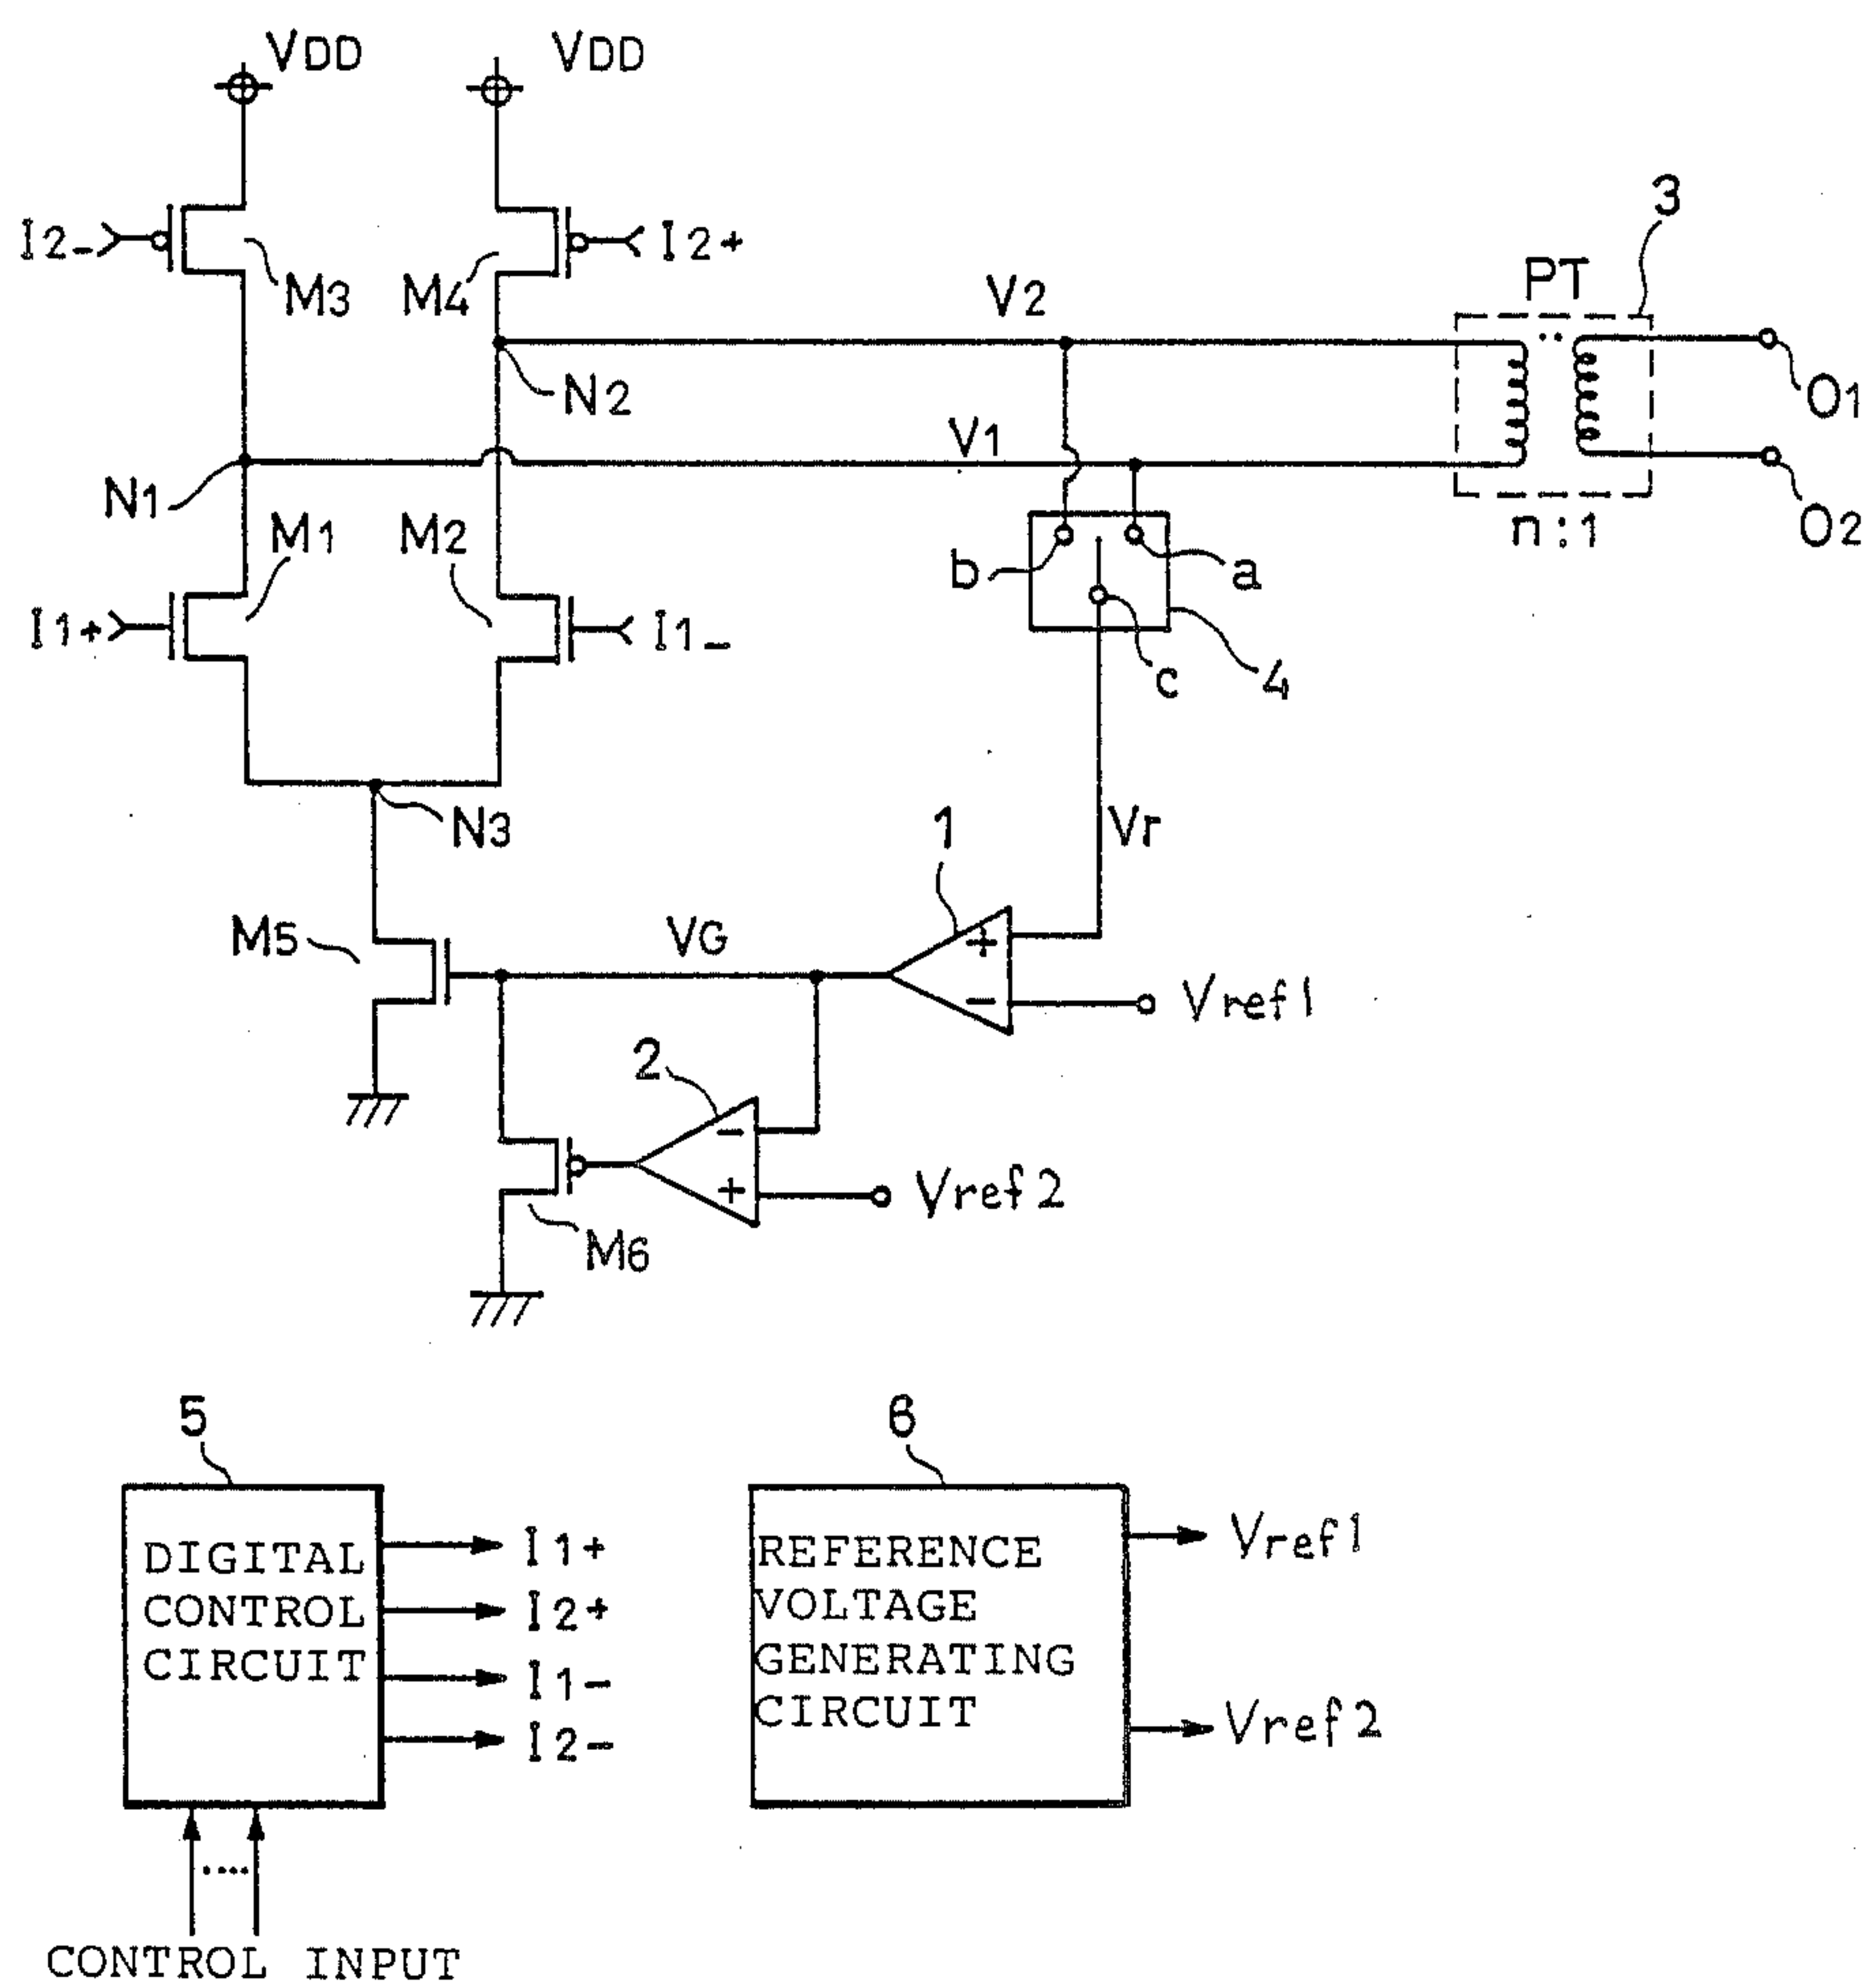 VDD
VDD
I2-
M3
M4
I2+
3
PT
V2
N2
O1
V1
N1
M1
M2
n:1
O2
b
a
I1+
I1-
c
4
N3
1
Vr
M5
VG
+
-
Vref1
2
-
+
Vref2
M6
5
DIGITAL
CONTROL
CIRCUIT
I1+
I2+
I1-
I2-
CONTROL INPUT
6
REFERENCE
VOLTAGE
GENERATING
CIRCUIT
Vref1
Vref2